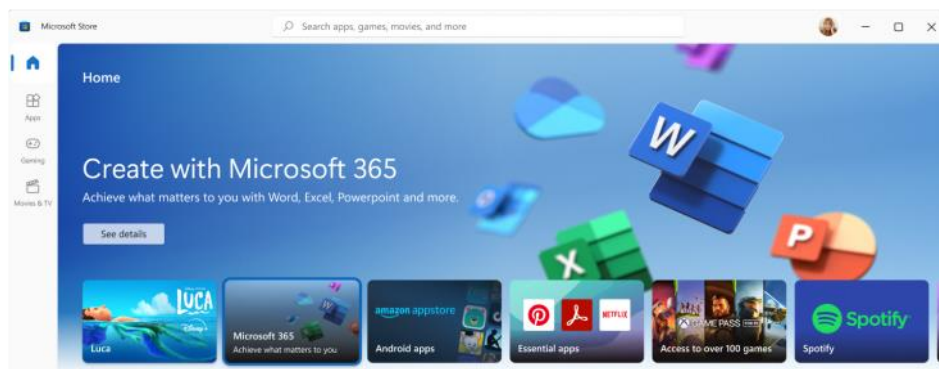 Microsoft Store
Search apps, games, movies, and more
Home
Apps
Gaming
Movies & TV
Create with Microsoft 365
Achieve what matters to you with Word, Excel, Powerpoint and more.
See details
W
X
P
LUCA
Disney+
Luca
Microsoft 365
Achieve what matters to you
amazon appstore
Android apps
NETFLIX
Essential apps
XBOX GAME PASS
Access to over 100 games
Spotify
Spotify